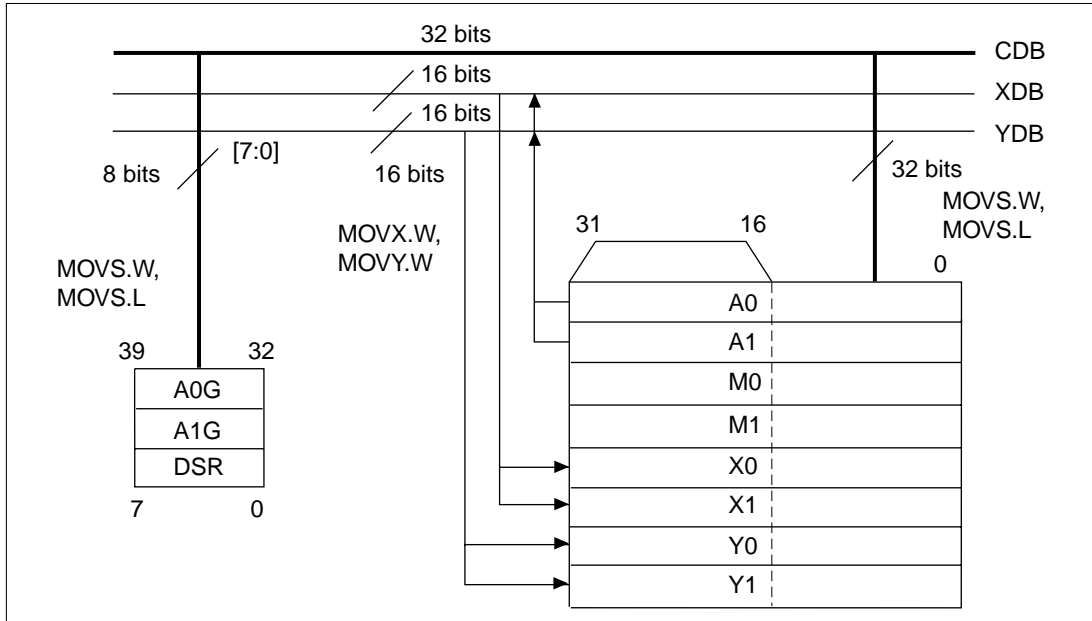 32 bits
CDB
16 bits
XDB
16 bits
YDB
[7:0]
8 bits
16 bits
32 bits
MOVX.W,
MOVY.W
MOVS.W,
MOVS.L
31
16
0
MOVS.W,
MOVS.L
39
32
A0G
A1G
DSR
7
0
A0
A1
M0
M1
X0
X1
Y0
Y1